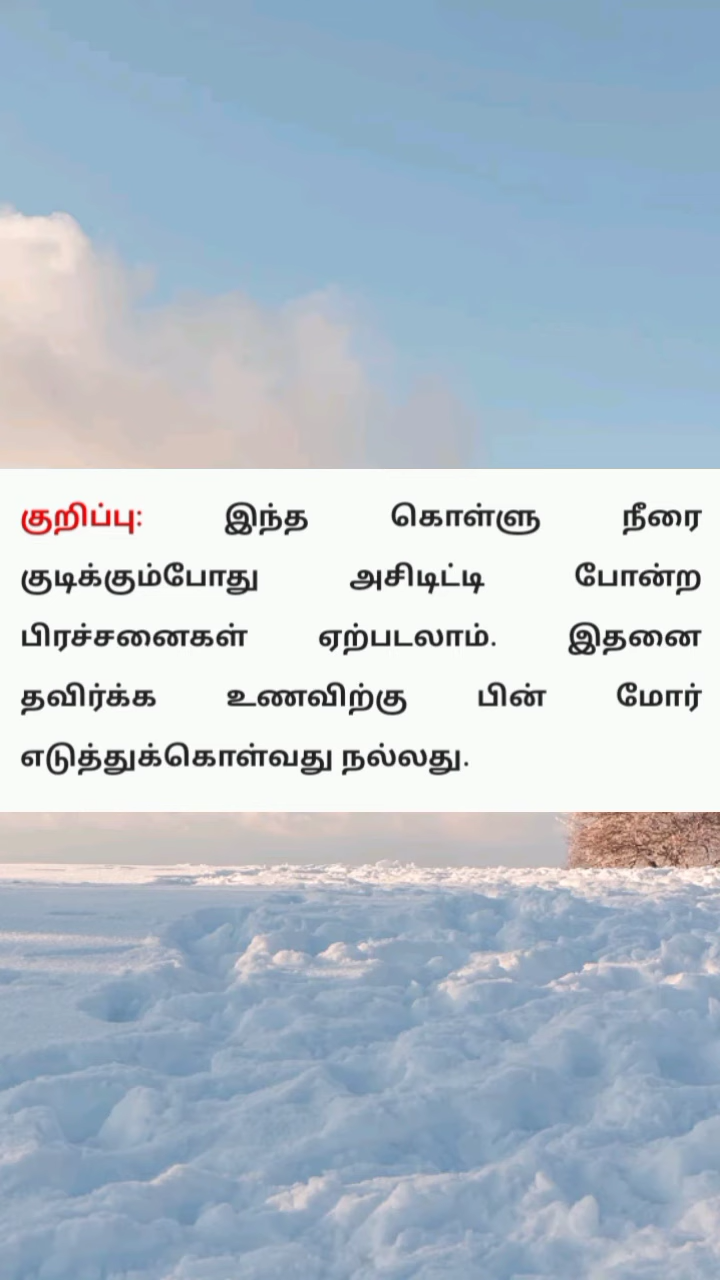 குறிப்பு: இந்த கொள்ளு நீரை
குடிக்கும்போது அசிடிட்டி போன்ற
பிரச்சனைகள் ஏற்படலாம். இதனை
தவிர்க்க உணவிற்கு பின் மோர்
எடுத்துக்கொள்வது நல்லது.